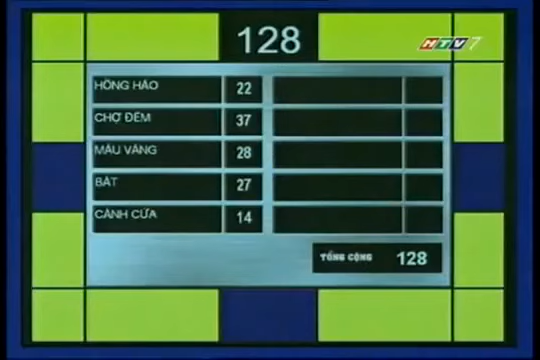 128
HTV7
HỒNG HÀO 22
CHỢ ĐÊM 37
MÀU VÀNG 28
BÁT 27
CÁNH CỬA 14
TỔNG CỘNG 128